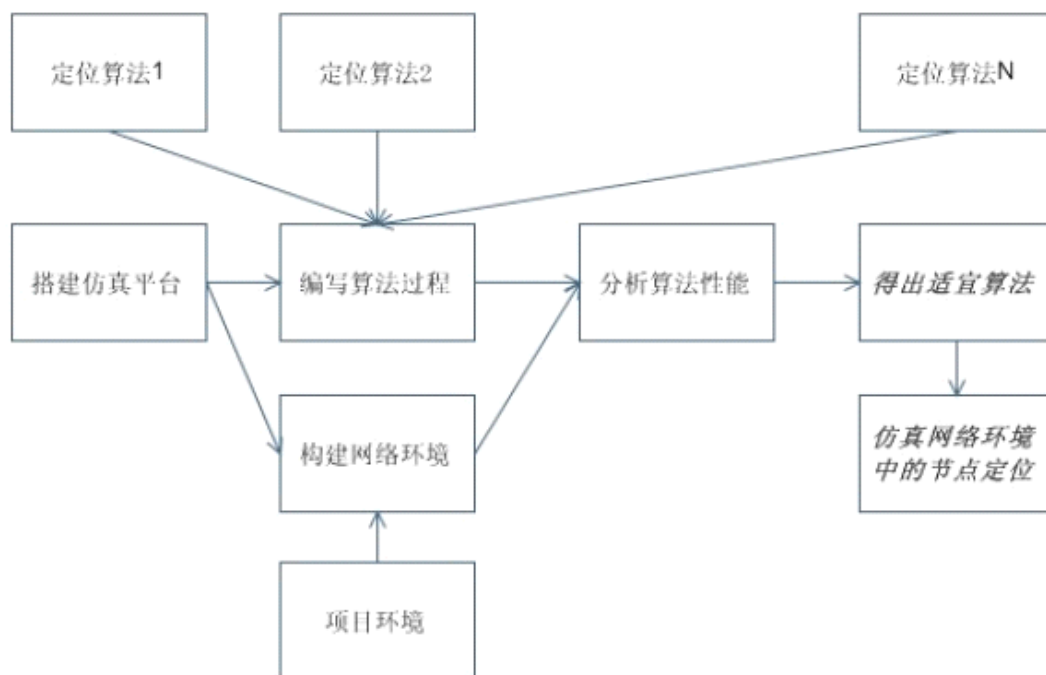 定位算法1
定位算法2
定位算法N
搭建仿真平台
编写算法过程
分析算法性能
得出适宜算法
构建网络环境
仿真网络环境
中的节点定位
项目环境